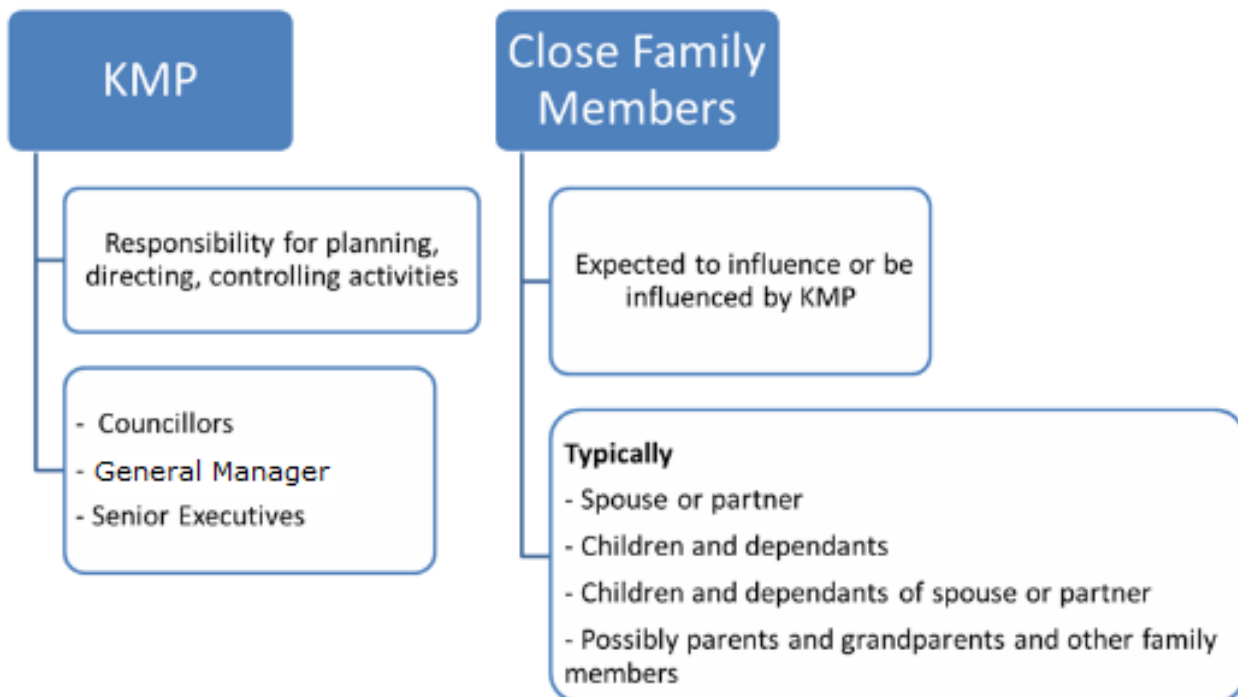 KMP
Responsibility for planning,
directing, controlling activities
- Councillors
- General Manager
- Senior Executives
Close Family
Members
Expected to influence or be
influenced by KMP
Typically
- Spouse or partner
- Children and dependants
- Children and dependants of spouse or partner
- Possibly parents and grandparents and other family
members